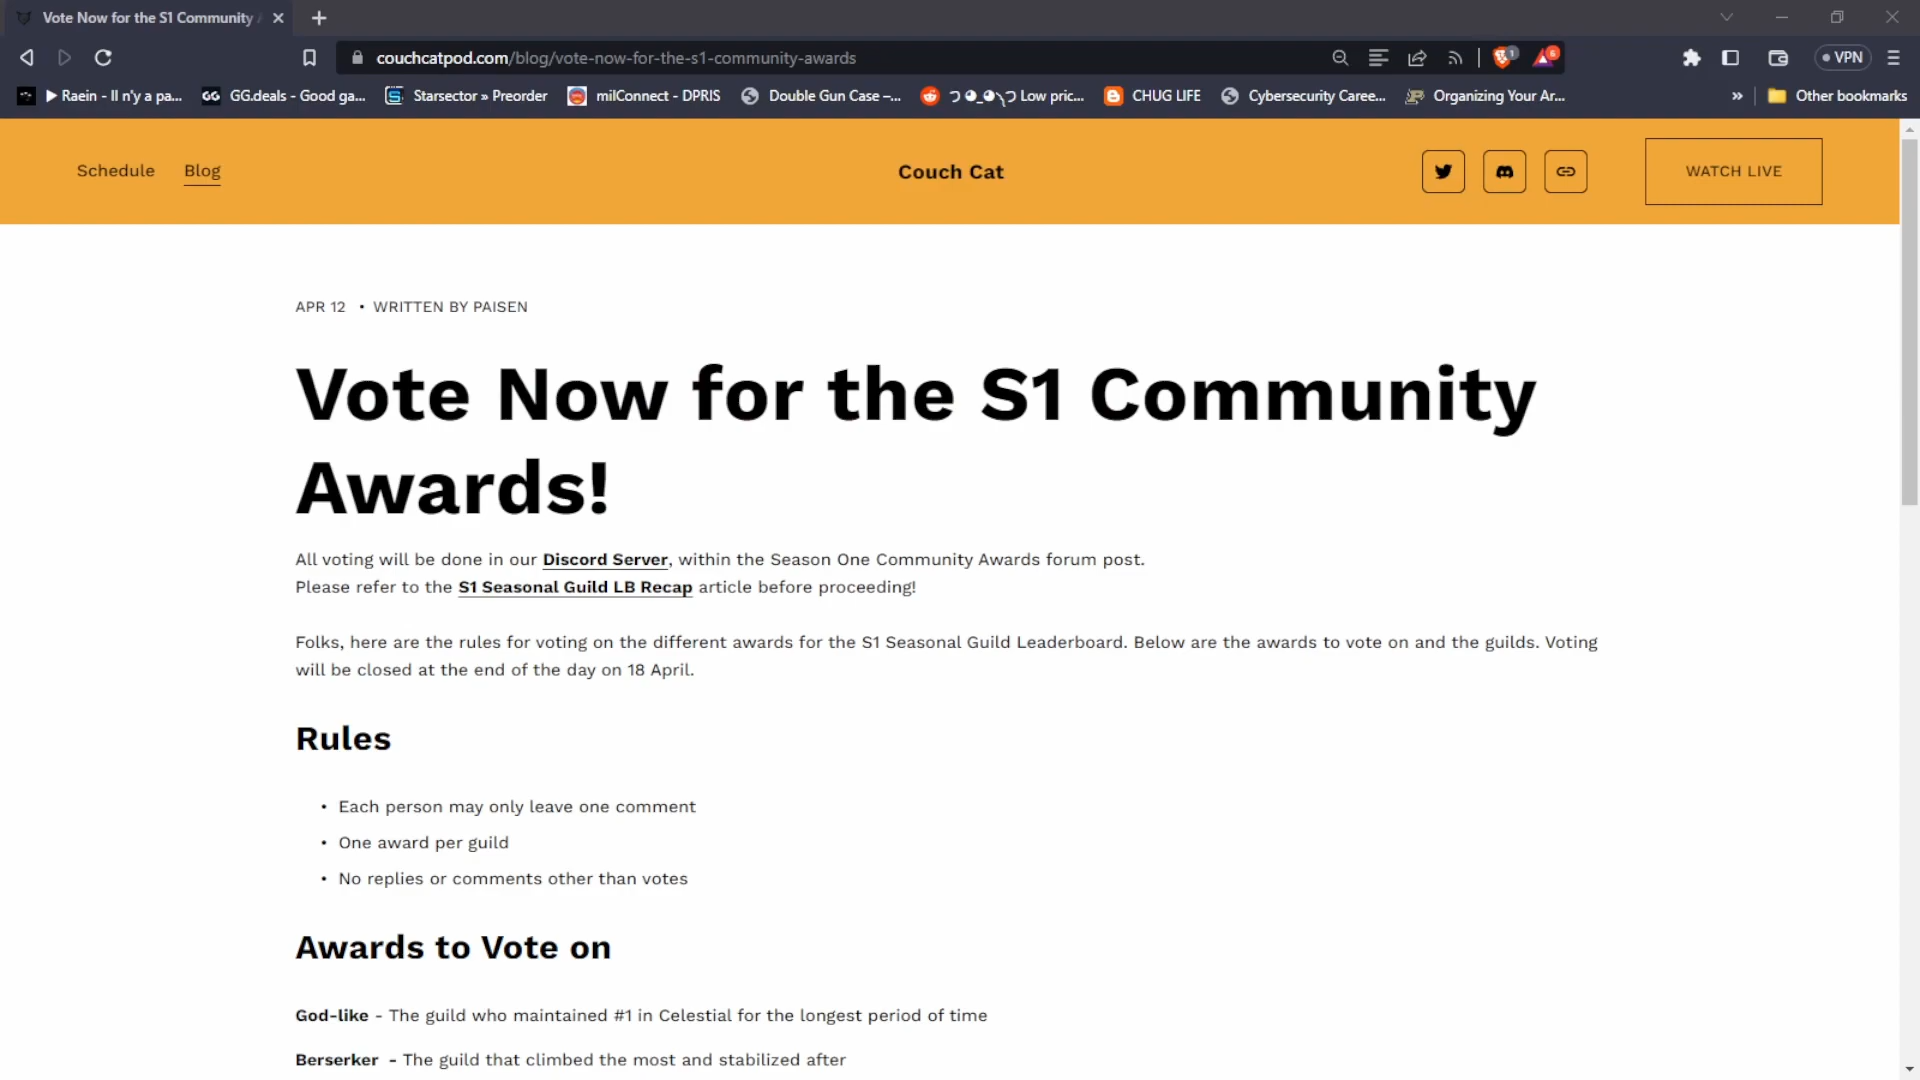 Vote Now for the S1 Community
couchcatpod.com/blog/vote-now-for-the-s1-community-awards
1
6
VPN
▶ Raein - Il n'y a pa...
GG.deals - Good ga...
Starsector » Preorder
milConnect - DPRIS
Double Gun Case –...
Low pric...
CHUG LIFE
Cybersecurity Caree...
Organizing Your Ar...
»
Other bookmarks
Schedule
Blog
Couch Cat
WATCH LIVE
APR 12 • WRITTEN BY PAISEN
Vote Now for the S1 Community
Awards!
All voting will be done in our Discord Server, within the Season One Community Awards forum post.
Please refer to the S1 Seasonal Guild LB Recap article before proceeding!
Folks, here are the rules for voting on the different awards for the S1 Seasonal Guild Leaderboard. Below are the awards to vote on and the guilds. Voting
will be closed at the end of the day on 18 April.
Rules
• Each person may only leave one comment
• One award per guild
• No replies or comments other than votes
Awards to Vote on
God-like - The guild who maintained #1 in Celestial for the longest period of time
Berserker - The guild that climbed the most and stabilized after